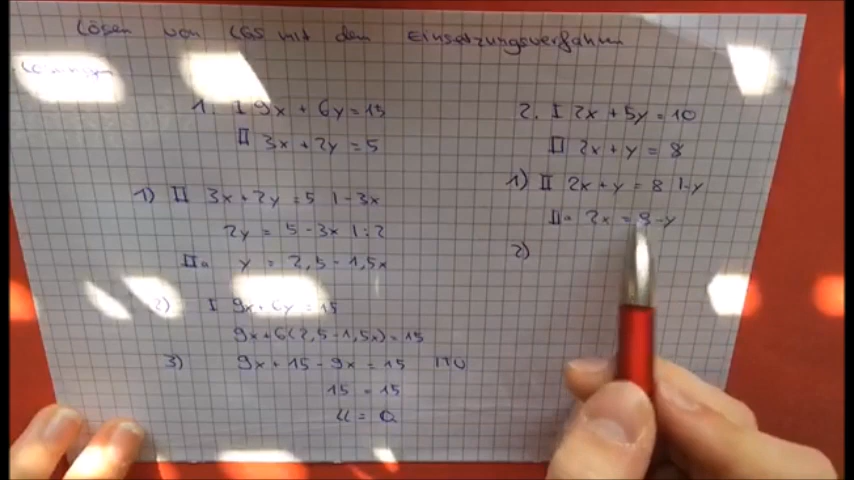 Lösen von LGS mit dem Einsetzungsverfahren
1. I 9x + 6y = 15
II 3x + 2y = 5
1) II 3x + 2y = 5 | -3x
2y = 5 - 3x | :2
IIa y = 2,5 - 1,5x
2) I 9x + 6y = 15
9x + 6(2,5 - 1,5x) = 15
3) 9x + 15 - 9x = 15 | TU
15 = 15
2. I 2x + 5y = 10
II 2x + y = 8
1) II 2x + y = 8 | -y
IIa 2x = 8 - y
2)